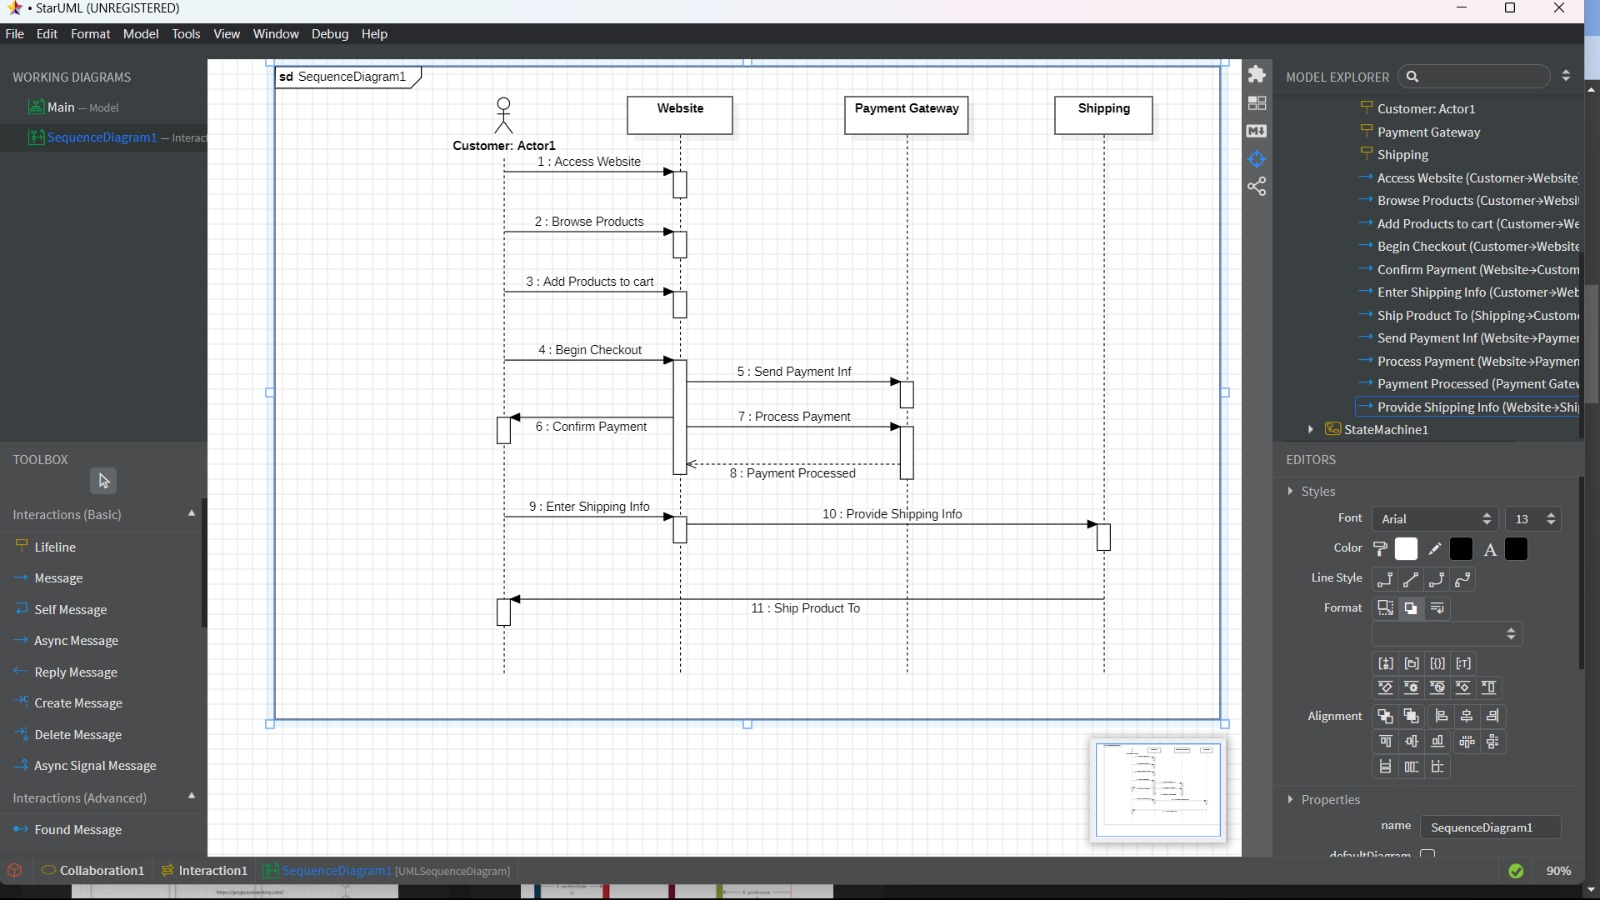 • StarUML (UNREGISTERED)
File Edit Format Model Tools View Window Debug Help
WORKING DIAGRAMS
Main — Model
SequenceDiagram1 — Interact
TOOLBOX
Interactions (Basic)
Lifeline
Message
Self Message
Async Message
Reply Message
Create Message
Delete Message
Async Signal Message
Interactions (Advanced)
Found Message
sd SequenceDiagram1
Customer: Actor1
Website
Payment Gateway
Shipping
1 : Access Website
2 : Browse Products
3 : Add Products to cart
4 : Begin Checkout
5 : Send Payment Inf
7 : Process Payment
6 : Confirm Payment
8 : Payment Processed
9 : Enter Shipping Info
10 : Provide Shipping Info
11 : Ship Product To
MODEL EXPLORER
Customer: Actor1
Payment Gateway
Shipping
Access Website (Customer→Website)
Browse Products (Customer→Websi
Add Products to cart (Customer→We
Begin Checkout (Customer→Website
Confirm Payment (Website→Custom
Enter Shipping Info (Customer→Web
Ship Product To (Shipping→Custome
Send Payment Inf (Website→Paymen
Process Payment (Website→Paymen
Payment Processed (Payment Gatew
Provide Shipping Info (Website→Ship
StateMachine1
EDITORS
Styles
Font Arial 13
Color A
Line Style
Format
Alignment
Properties
name SequenceDiagram1
defaultDiagram
Collaboration1 Interaction1 SequenceDiagram1 [UMLSequenceDiagram]
90%